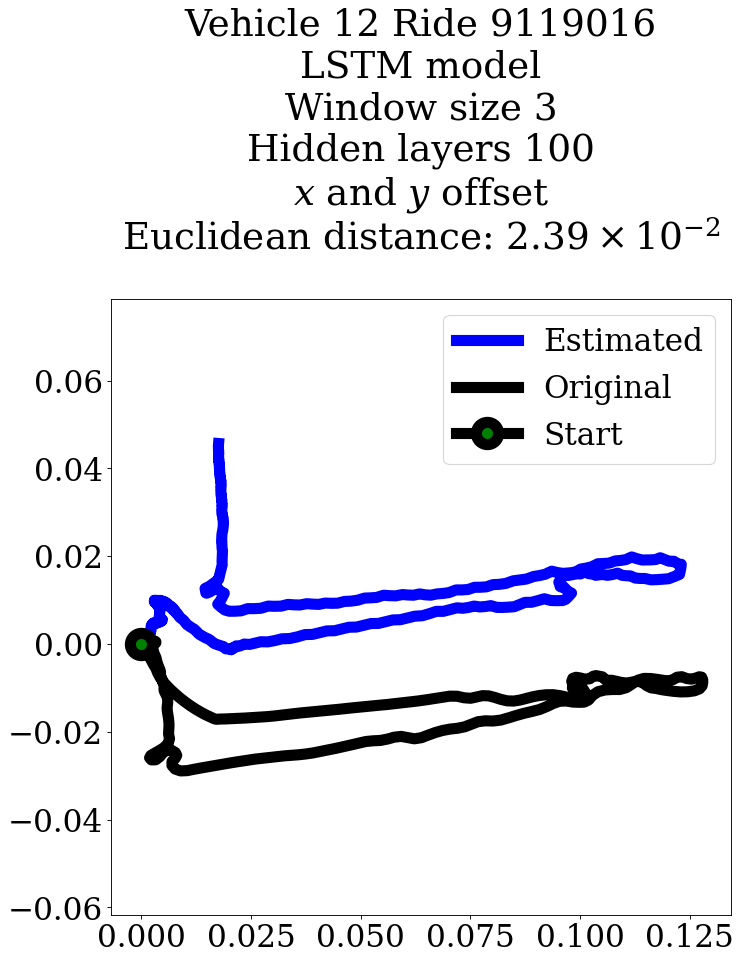 Vehicle 12 Ride 9119016
LSTM model
Window size 3
Hidden layers 100
x and y offset
Euclidean distance: 2.39 × 10⁻²
Estimated
Original
Start
0.06
0.04
0.02
0.00
−0.02
−0.04
−0.06
0.000 0.025 0.050 0.075 0.100 0.125